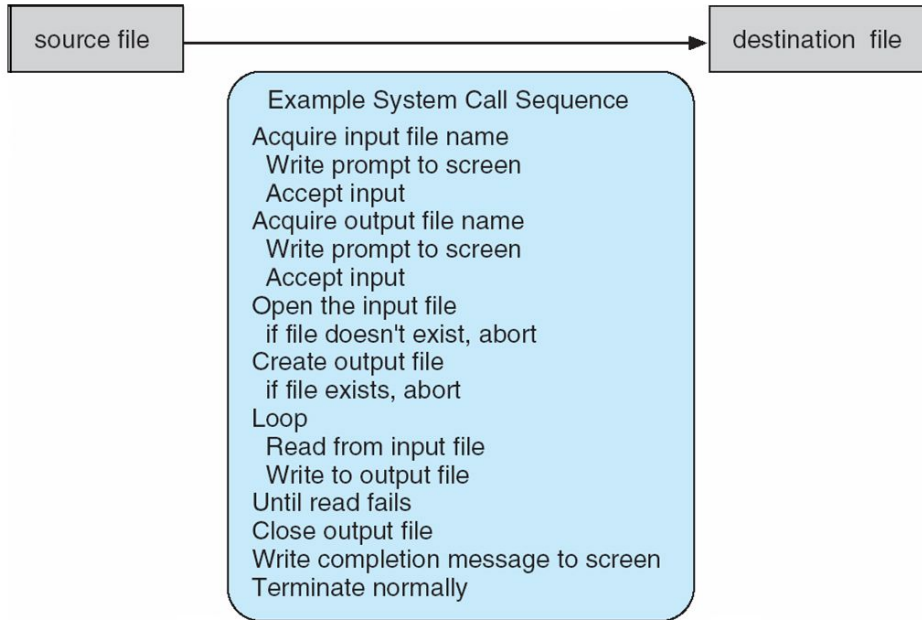 source file
destination file
Example System Call Sequence
Acquire input file name
Write prompt to screen
Accept input
Acquire output file name
Write prompt to screen
Accept input
Open the input file
if file doesn't exist, abort
Create output file
if file exists, abort
Loop
Read from input file
Write to output file
Until read fails
Close output file
Write completion message to screen
Terminate normally